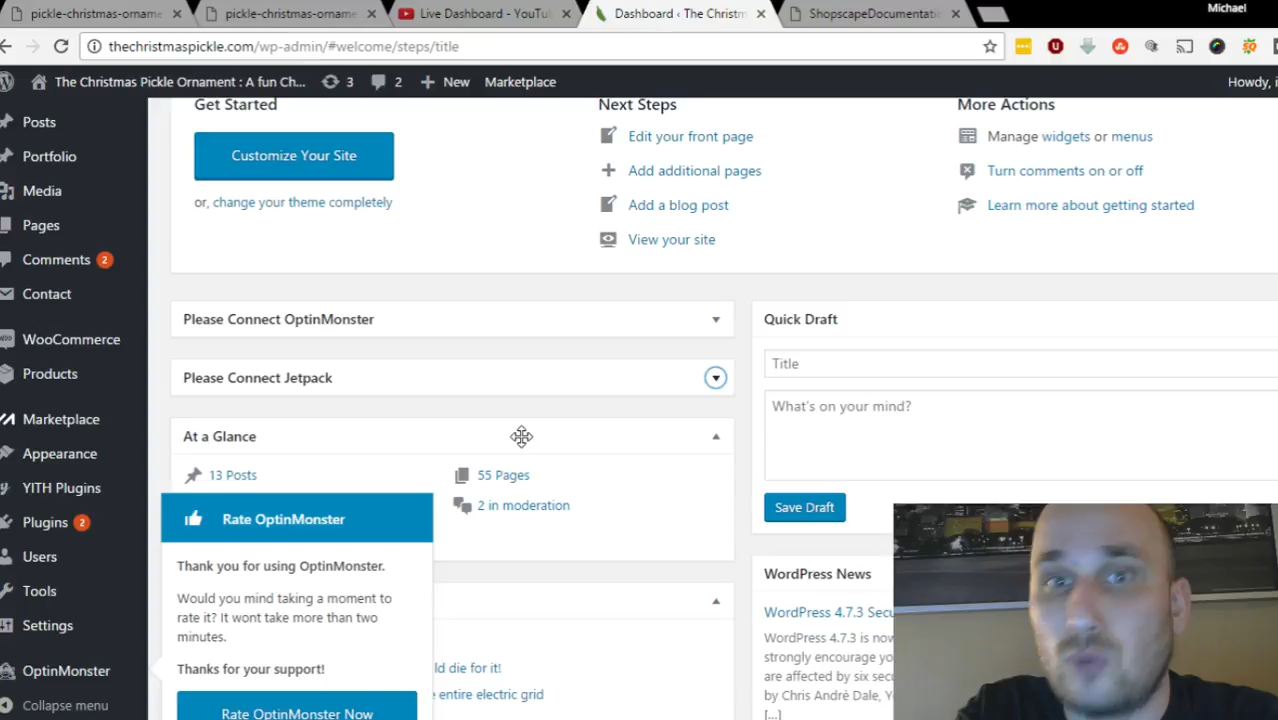 Michael
pickle-christmas-orname
pickle-christmas-orname
Live Dashboard - YouTu
Dashboard ‹ The Christm
ShopscapeDocumentati
thechristmaspickle.com/wp-admin/#welcome/steps/title
The Christmas Pickle Ornament : A fun Ch...
3
2
New
Marketplace
Howdy, i
Posts
Portfolio
Media
Pages
Comments 2
Contact
WooCommerce
Products
Marketplace
Appearance
YITH Plugins
Plugins 2
Users
Tools
Settings
OptinMonster
Collapse menu
Get Started
Customize Your Site
or, change your theme completely
Next Steps
Edit your front page
Add additional pages
Add a blog post
View your site
More Actions
Manage widgets or menus
Turn comments on or off
Learn more about getting started
Please Connect OptinMonster
Please Connect Jetpack
At a Glance
13 Posts
55 Pages
2 in moderation
Rate OptinMonster
Thank you for using OptinMonster.
Would you mind taking a moment to
rate it? It wont take more than two
minutes.
Thanks for your support!
Rate OptinMonster Now
ld die for it!
e entire electric grid
Quick Draft
Title
What's on your mind?
Save Draft
WordPress News
WordPress 4.7.3 Secu
WordPress 4.7.3 is now
strongly encourage yo
are affected by six secu
by Chris André Dale, Y
[...]